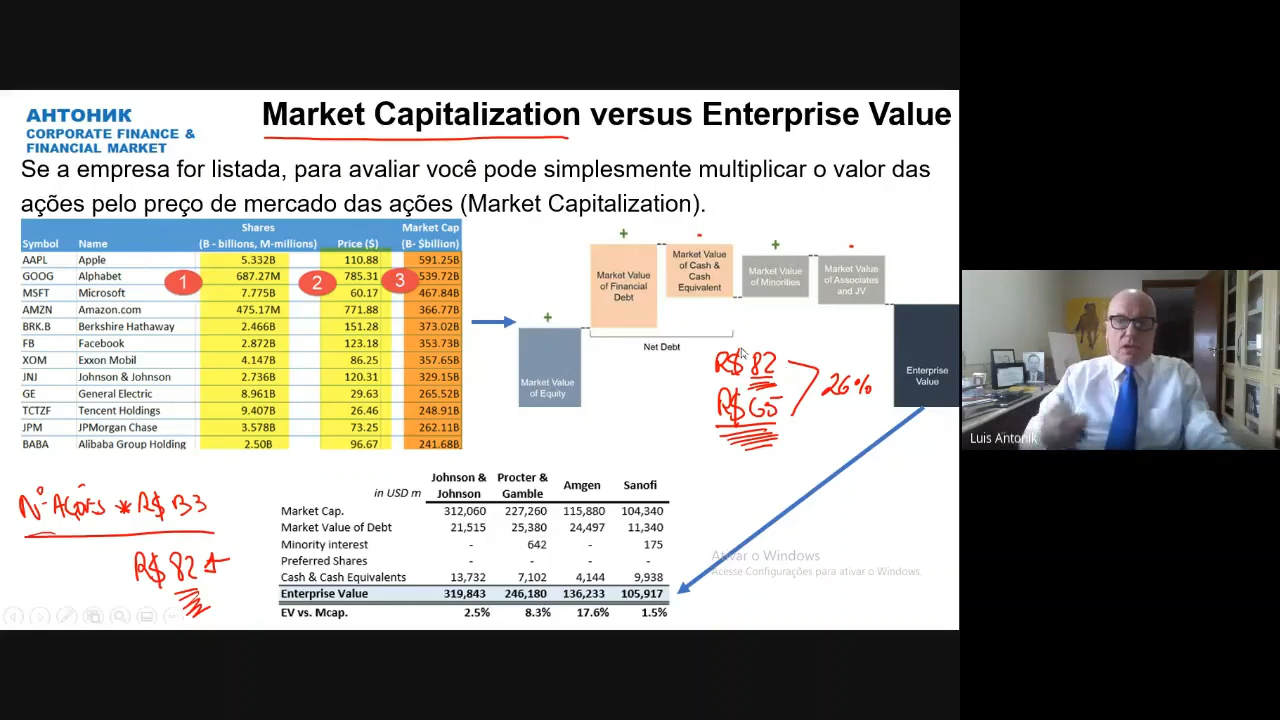 АНТОНИК
CORPORATE FINANCE &
FINANCIAL MARKET
Market Capitalization versus Enterprise Value
Se a empresa for listada, para avaliar você pode simplesmente multiplicar o valor das
ações pelo preço de mercado das ações (Market Capitalization).
Shares Market Cap
Symbol Name (B - billions, M-millions) Price ($) (B- $billion)
AAPL Apple 5.332B 110.88 591.25B
GOOG Alphabet 687.27M 785.31 539.72B
1 2 3
MSFT Microsoft 7.775B 60.17 467.84B
AMZN Amazon.com 475.17M 771.88 366.77B
BRK.B Berkshire Hathaway 2.466B 151.28 373.02B
FB Facebook 2.872B 123.18 353.73B
XOM Exxon Mobil 4.147B 86.25 357.65B
JNJ Johnson & Johnson 2.736B 120.31 329.15B
GE General Electric 8.961B 29.63 265.52B
TCTZF Tencent Holdings 9.407B 26.46 248.91B
JPM JPMorgan Chase 3.578B 73.25 262.11B
BABA Alibaba Group Holding 2.50B 96.67 241.68B
+ - + -
+
Market Value
of Equity
Market Value
of Financial
Debt
Market Value
of Cash &
Cash
Equivalent
Market Value
of Minorities
Market Value
of Associates
and JV
Enterprise
Value
Net Debt
R$ 82
R$ 65
26%
Nº Ações * R$ B3
R$ 82
Johnson & Johnson Procter & Gamble Amgen Sanofi
in USD m
Market Cap. 312,060 227,260 115,880 104,340
Market Value of Debt 21,515 25,380 24,497 11,340
Minority interest - 642 - 175
Preferred Shares - - - -
Cash & Cash Equivalents 13,732 7,102 4,144 9,938
Enterprise Value 319,843 246,180 136,233 105,917
EV vs. Mcap. 2.5% 8.3% 17.6% 1.5%
Ativar o Windows
Acesse Configurações para ativar o Windows.
Luis Antonik